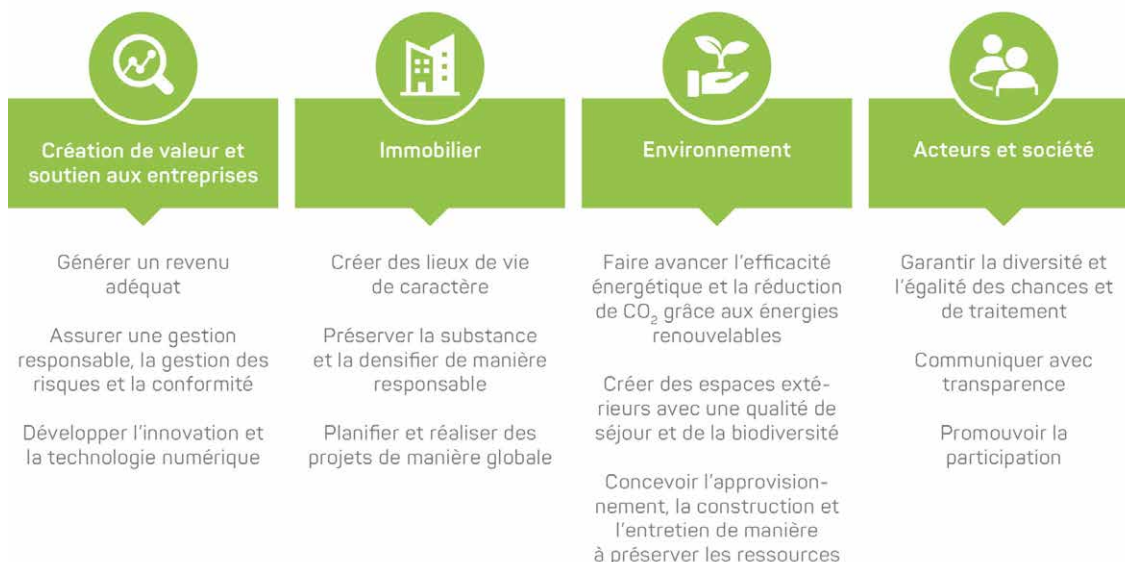 Création de valeur et
soutien aux entreprises
Générer un revenu
adéquat
Assurer une gestion
responsable, la gestion des
risques et la conformité
Développer l'innovation et
la technologie numérique
Immobilier
Créer des lieux de vie
de caractère
Préserver la substance
et la densifier de manière
responsable
Planifier et réaliser des
projets de manière globale
Environnement
Faire avancer l'efficacité
énergétique et la réduction
de CO₂ grâce aux énergies
renouvelables
Créer des espaces exté-
rieurs avec une qualité de
séjour et de la biodiversité
Concevoir l'approvision-
nement, la construction et
l'entretien de manière
à préserver les ressources
Acteurs et société
Garantir la diversité et
l'égalité des chances et
de traitement
Communiquer avec
transparence
Promouvoir la
participation